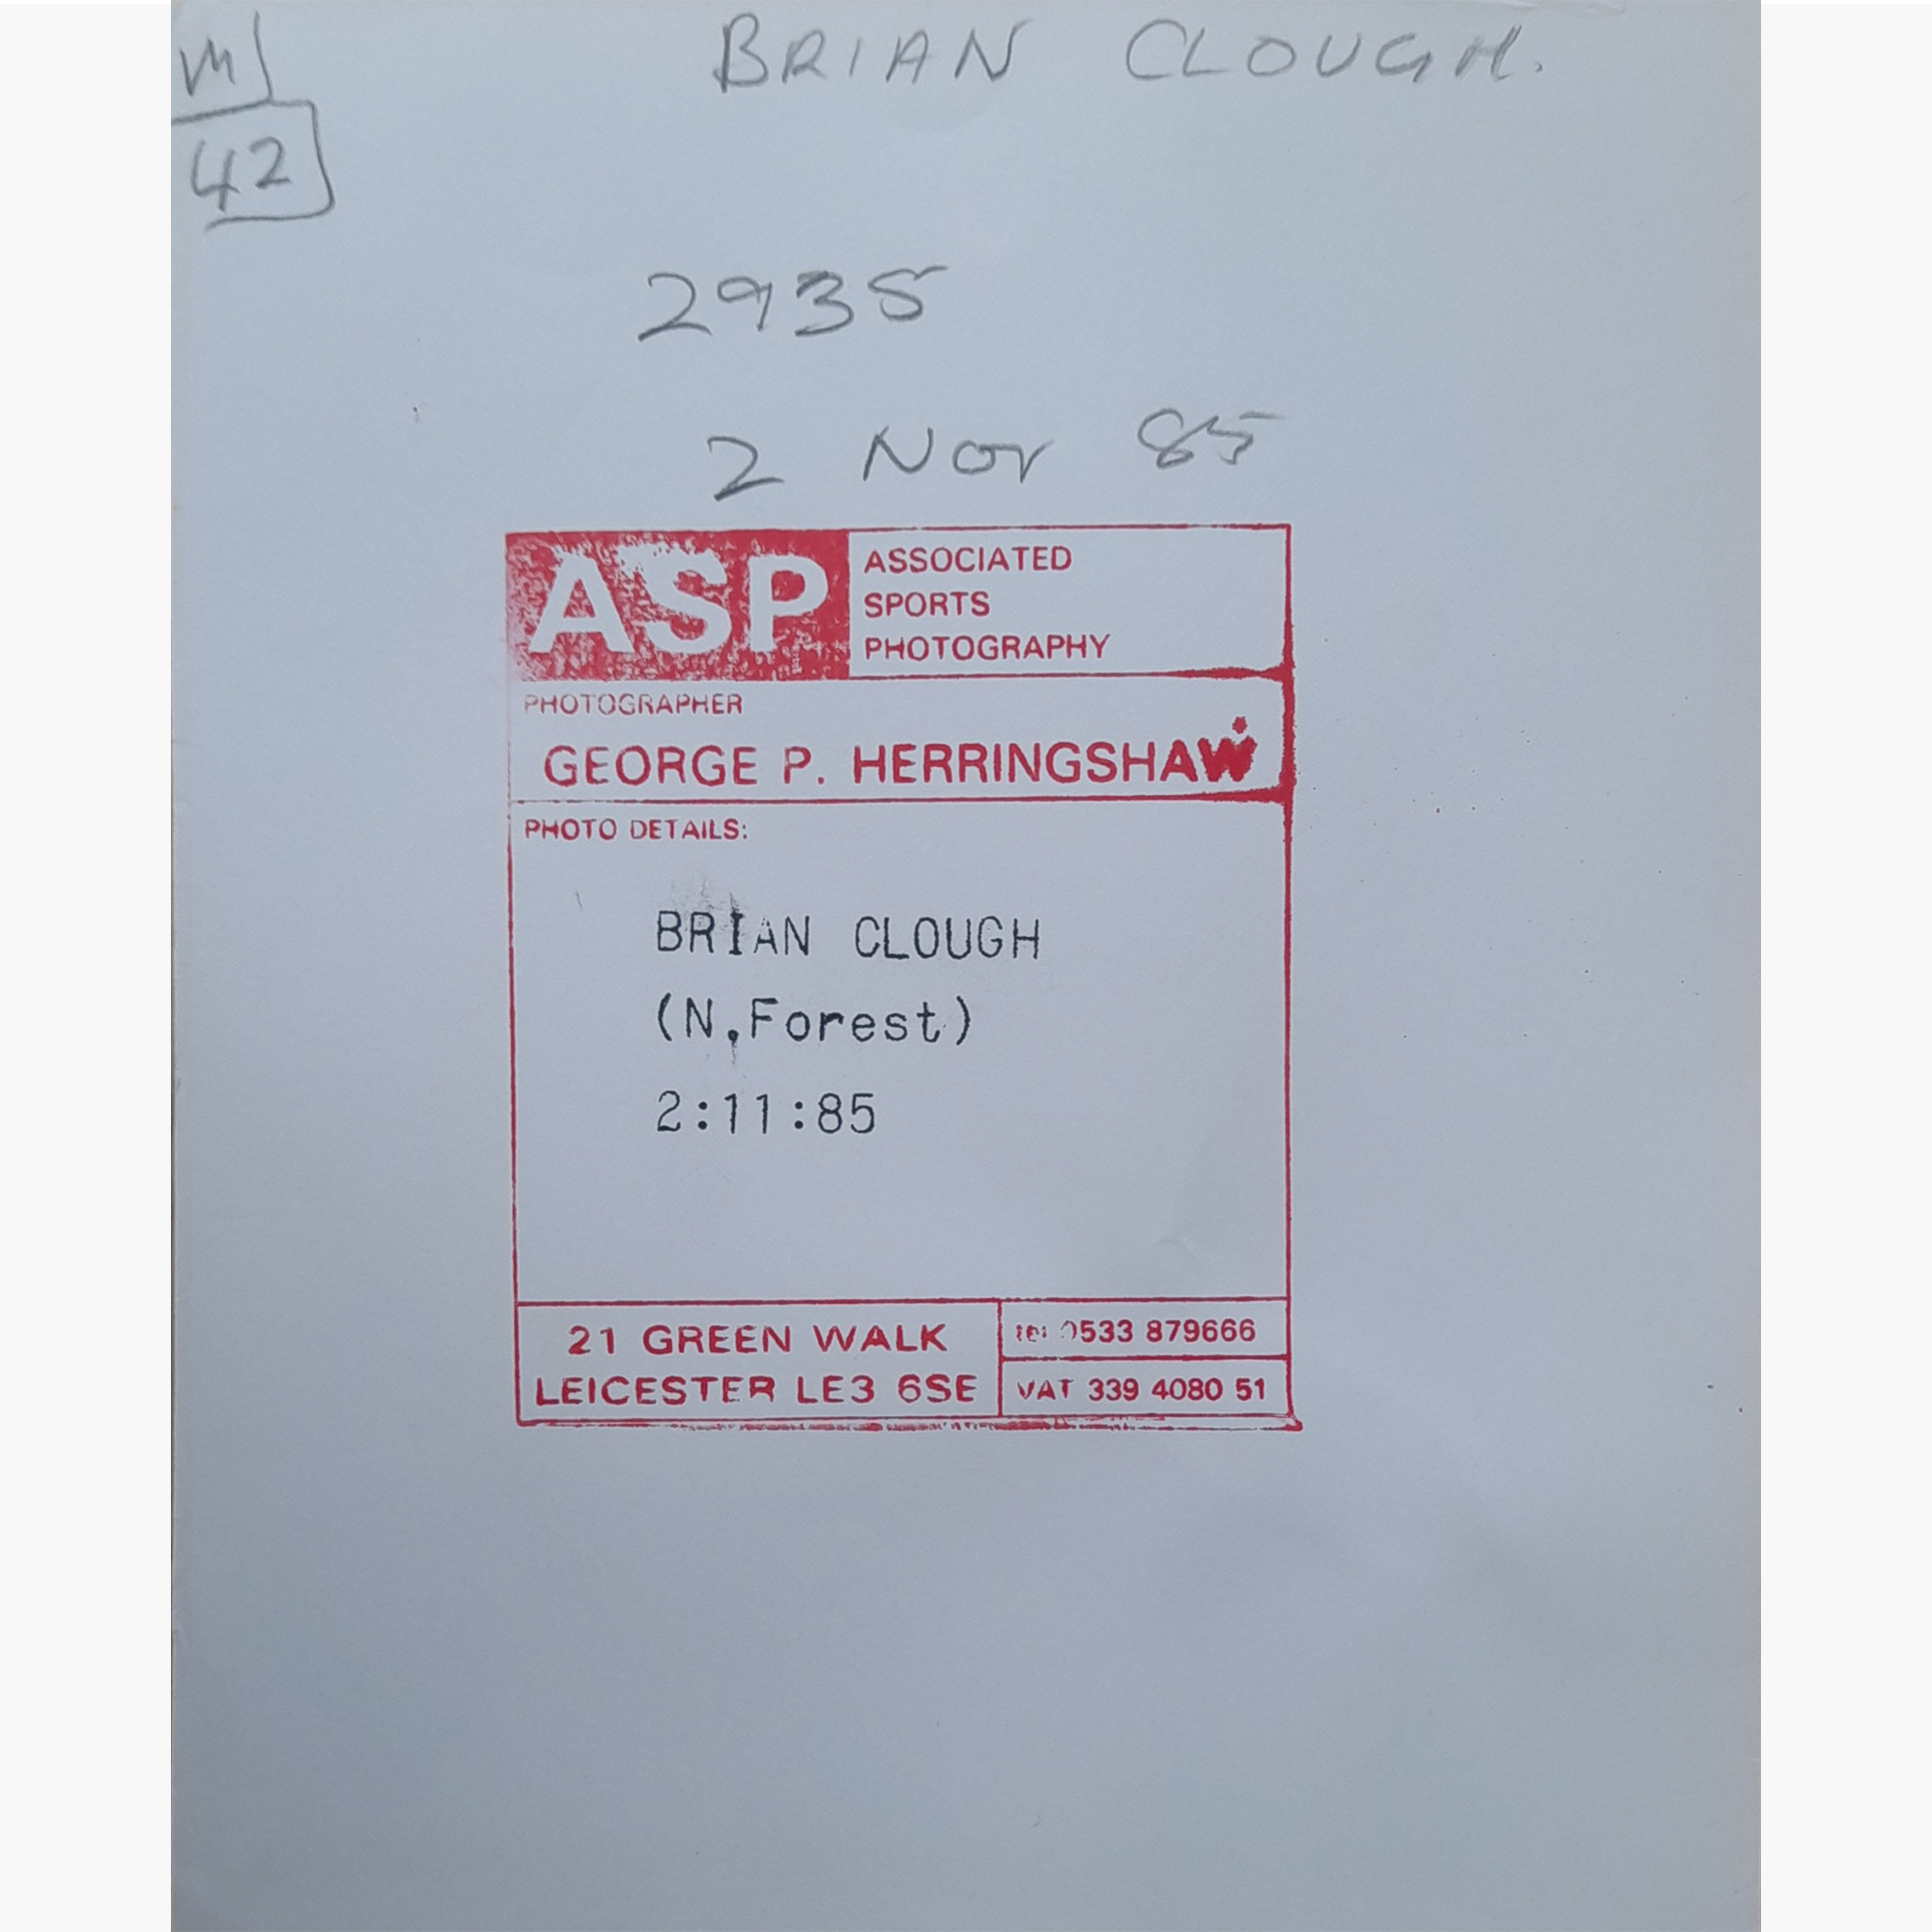 BRIAN CLOUGH.
M
42
2935
2 Nov 85
ASP
ASSOCIATED
SPORTS
PHOTOGRAPHY
PHOTOGRAPHER
GEORGE P. HERRINGSHAW
PHOTO DETAILS:
BRIAN CLOUGH
(N,Forest)
2:11:85
21 GREEN WALK
LEICESTER LE3 6SE
tel 0533 879666
VAT 339 4080 51